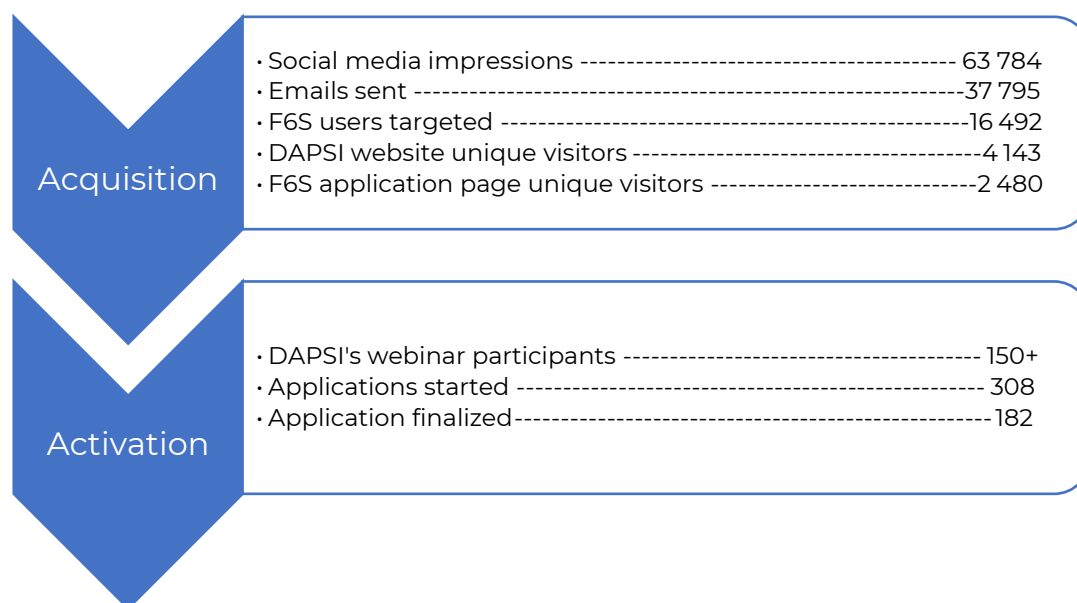 Acquisition
· Social media impressions ----------------------------------------- 63 784
· Emails sent ------------------------------------------------------------37 795
· F6S users targeted ---------------------------------------------------16 492
· DAPSI website unique visitors --------------------------------------4 143
· F6S application page unique visitors -----------------------------2 480
Activation
· DAPSI's webinar participants --------------------------------------- 150+
· Applications started --------------------------------------------------- 308
· Application finalized----------------------------------------------------182